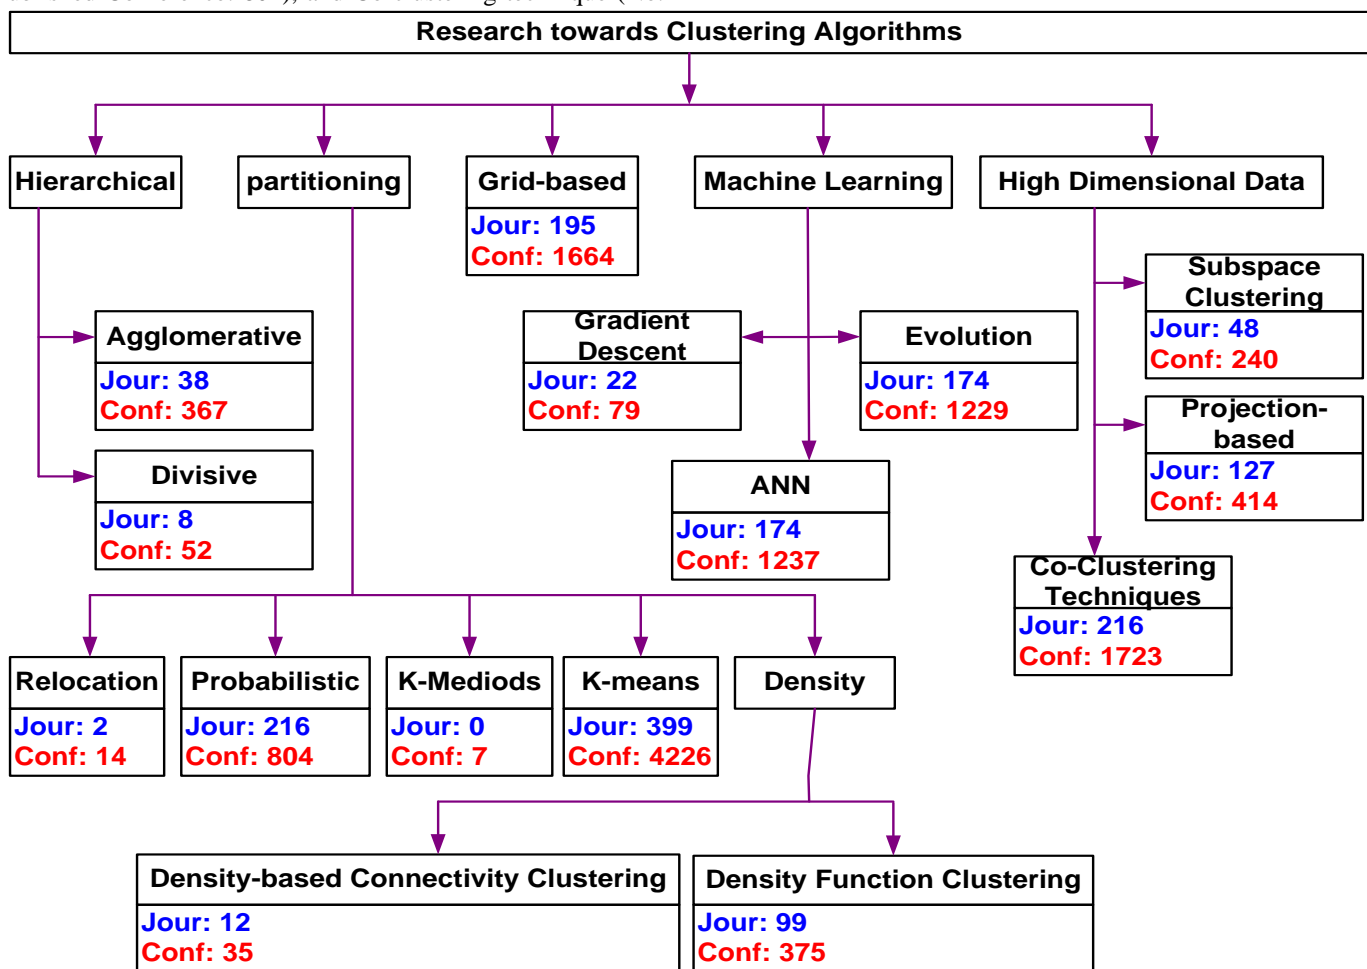 Research towards Clustering Algorithms
Hierarchical
partitioning
Grid-based
Jour: 195
Conf: 1664
Machine Learning
High Dimensional Data
Agglomerative
Jour: 38
Conf: 367
Divisive
Jour: 8
Conf: 52
Gradient
Descent
Jour: 22
Conf: 79
Evolution
Jour: 174
Conf: 1229
ANN
Jour: 174
Conf: 1237
Subspace
Clustering
Jour: 48
Conf: 240
Projection-
based
Jour: 127
Conf: 414
Co-Clustering
Techniques
Jour: 216
Conf: 1723
Relocation
Jour: 2
Conf: 14
Probabilistic
Jour: 216
Conf: 804
K-Mediods
Jour: 0
Conf: 7
K-means
Jour: 399
Conf: 4226
Density
Density-based Connectivity Clustering
Jour: 12
Conf: 35
Density Function Clustering
Jour: 99
Conf: 375